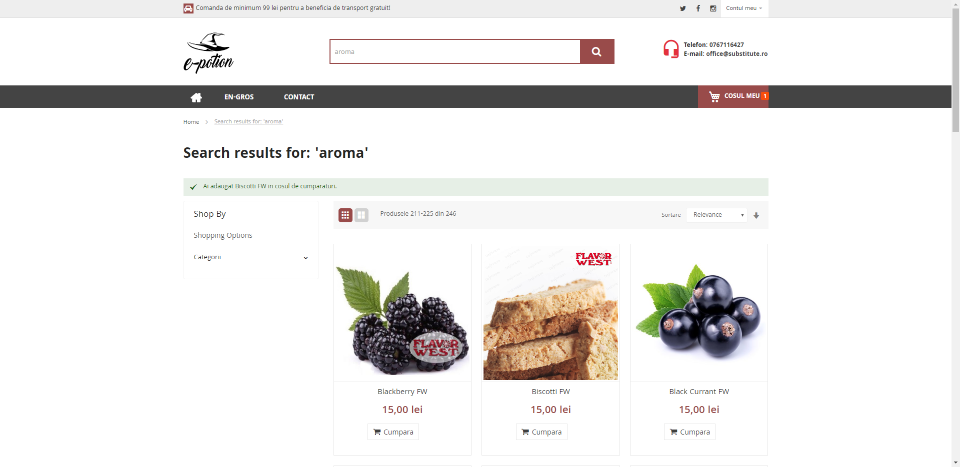 Comanda de minimum 99 lei pentru a beneficia de transport gratuit!
Contul meu
e-potion
aroma
Telefon: 0767116427
E-mail: office@substitute.ro
EN-GROS
CONTACT
COSUL MEU 1
Home > Search results for: 'aroma'
Search results for: 'aroma'
Ai adaugat Biscotti FW in cosul de cumparaturi.
Shop By
Shopping Options
Categorii
Produsele 211-225 din 246
Sortare
Relevance
FLAVOR WEST
FLAVOR WEST
Blackberry FW
15,00 lei
Cumpara
Biscotti FW
15,00 lei
Cumpara
Black Currant FW
15,00 lei
Cumpara